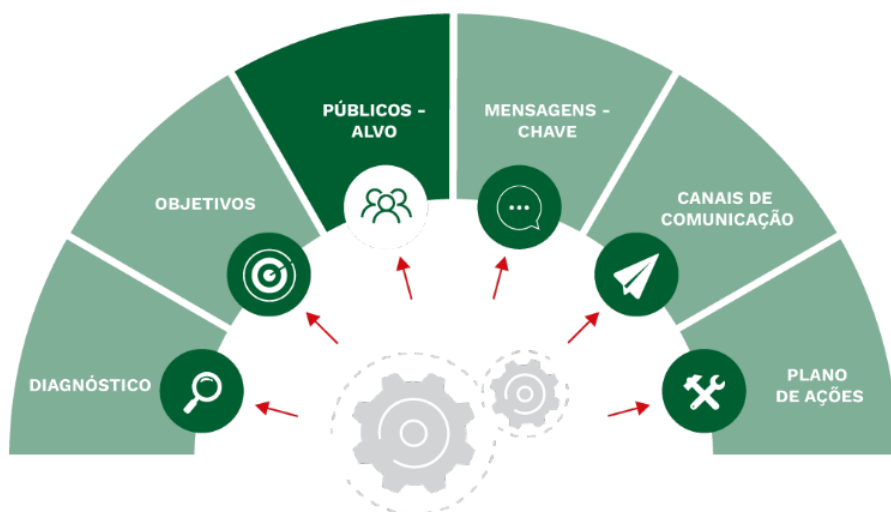 DIAGNÓSTICO
OBJETIVOS
PÚBLICOS -
ALVO
MENSAGENS -
CHAVE
CANAIS DE
COMUNICAÇÃO
PLANO
DE AÇÕES